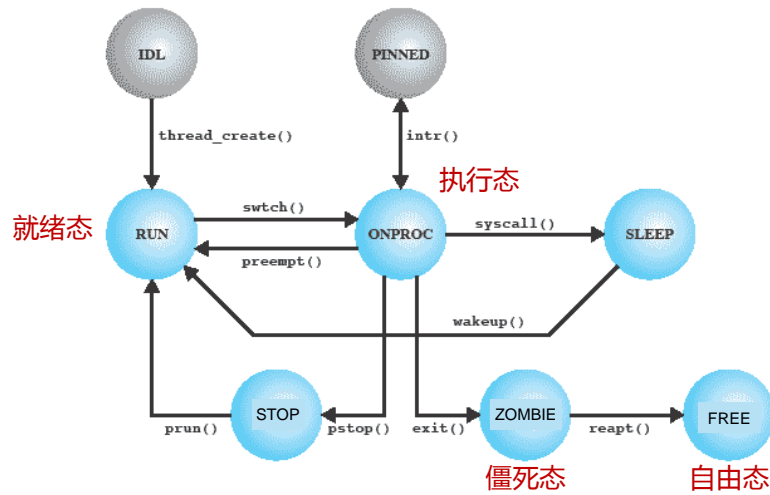 IDL
PINNED
thread_create()
intr()
执行态
就绪态
RUN
swtch()
ONPROC
syscall()
SLEEP
preempt()
wakeup()
STOP
ZOMBIE
FREE
prun()
pstop()
exit()
reapt()
僵死态
自由态